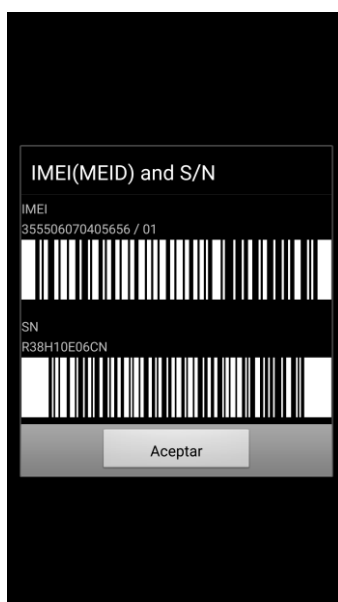 IMEI(MEID) and S/N
IMEI
355506070405656 / 01
SN
R38H10E06CN
Aceptar